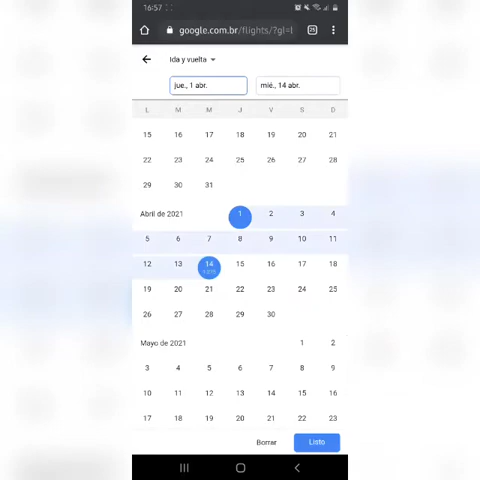 16:57
google.com.br/flights/?gl=
25
Ida y vuelta
jue., 1 abr.
mié., 14 abr.
L M M J V S D
15 16 17 18 19 20 21
22 23 24 25 26 27 28
29 30 31
Abril de 2021 1 2 3 4
5 6 7 8 9 10 11
12 13 14 15 16 17 18
19 20 21 22 23 24 25
26 27 28 29 30
Mayo de 2021 1 2
3 4 5 6 7 8 9
10 11 12 13 14 15 16
17 18 19 20 21 22 23
Borrar Listo